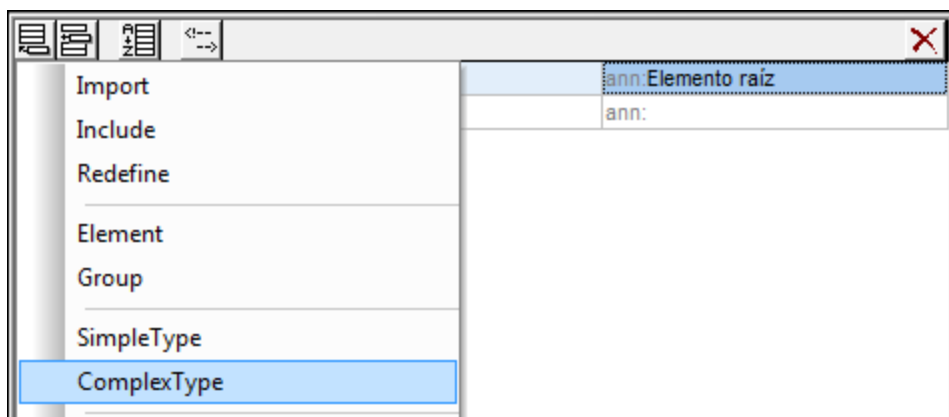 A
Z
<!--
-->
ann:Elemento raíz
ann:
Import
Include
Redefine
Element
Group
SimpleType
ComplexType